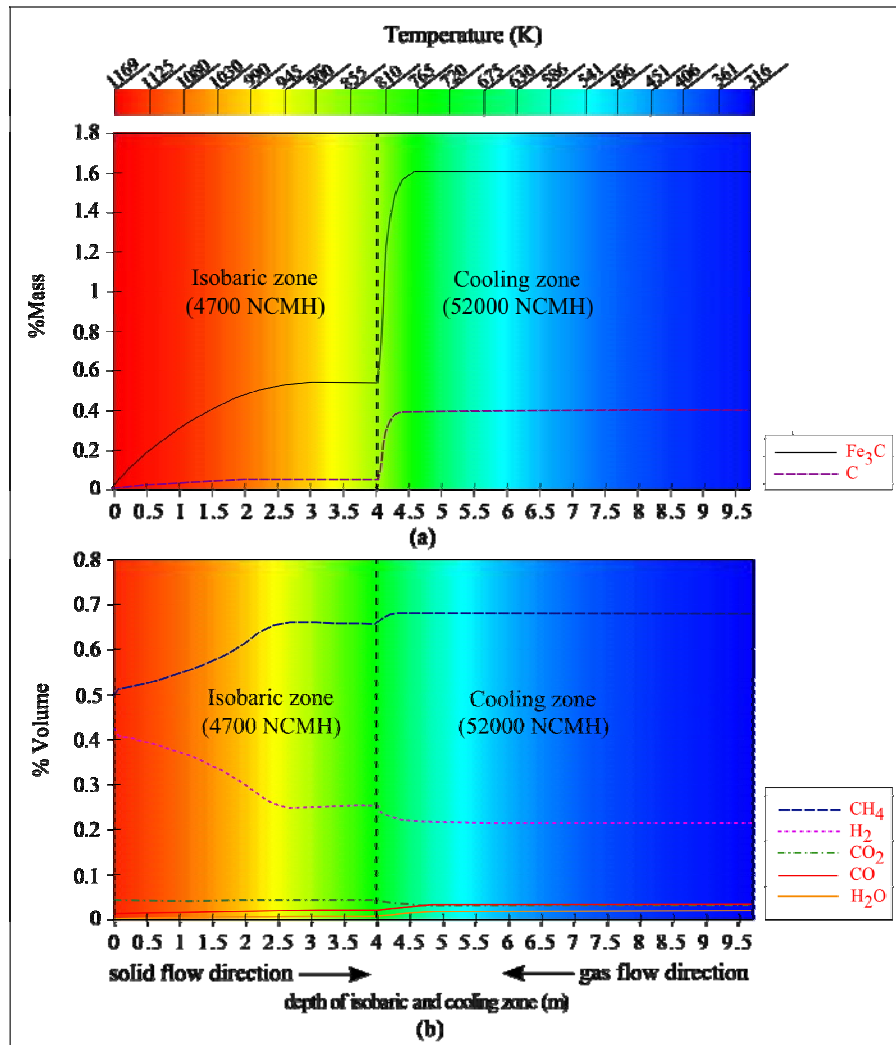 Temperature (K)
1169 1125 1080 1030 990 945 900 855 810 765 720 675 630 586 541 496 451 406 361 316
1.8
1.6
1.4
1.2
1
0.8
0.6
0.4
0.2
0
%Mass
Isobaric zone
(4700 NCMH)
Cooling zone
(52000 NCMH)
Fe3C
C
0 0.5 1 1.5 2 2.5 3 3.5 4 4.5 5 5.5 6 6.5 7 7.5 8 8.5 9 9.5
(a)
0.8
0.7
0.6
0.5
0.4
0.3
0.2
0.1
0
% Volume
Isobaric zone
(4700 NCMH)
Cooling zone
(52000 NCMH)
CH4
H2
CO2
CO
H2O
0 0.5 1 1.5 2 2.5 3 3.5 4 4.5 5 5.5 6 6.5 7 7.5 8 8.5 9 9.5
solid flow direction
gas flow direction
depth of isobaric and cooling zone (m)
(b)